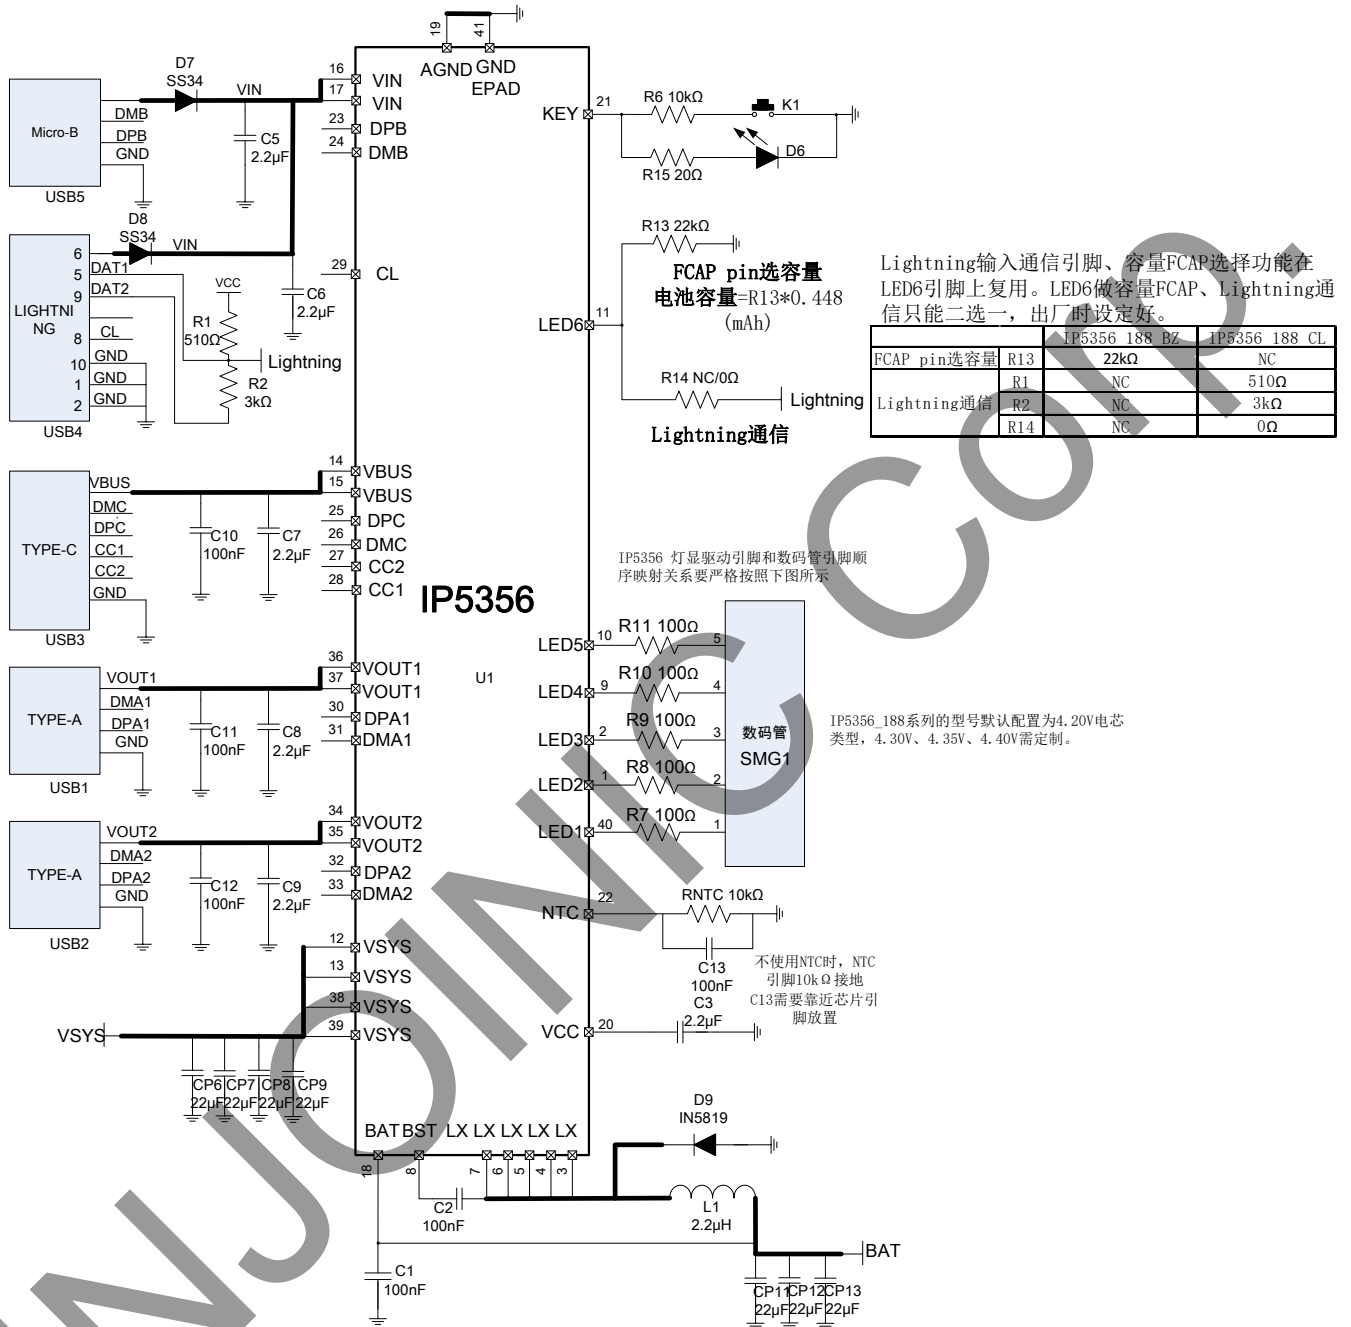 19
41
AGND GND
EPAD
D7
SS34
VIN
16
VIN
17
VIN
23
DPB
24
DMB
Micro-B
DMB
DPB
GND
USB5
C5
2.2μF
D8
SS34
VIN
6
5
DAT1
9
DAT2
LIGHTNI
NG
8
CL
10
GND
1
GND
2
GND
USB4
VCC
R1
510Ω
Lightning
R2
3kΩ
C6
2.2μF
29
CL
KEY
21
R6 10kΩ
K1
R15 20Ω
D6
R13 22kΩ
FCAP pin选容量
电池容量=R13*0.448
(mAh)
LED6
11
R14 NC/0Ω
Lightning
Lightning通信
Lightning输入通信引脚、容量FCAP选择功能在
LED6引脚上复用。LED6做容量FCAP、Lightning通
信只能二选一，出厂时设定好。
IP5356_188_BZ IP5356_188_CL
FCAP pin选容量 R13 22kΩ NC
R1 NC 510Ω
Lightning通信 R2 NC 3kΩ
R14 NC 0Ω
VBUS
DMC
DPC
TYPE-C
CC1
CC2
GND
USB3
C10
100nF
C7
2.2μF
14
VBUS
15
VBUS
25
DPC
26
DMC
27
CC2
28
CC1
IP5356
U1
IP5356 灯显驱动引脚和数码管引脚顺
序映射关系要严格按照下图所示
LED5
10
R11 100Ω
5
LED4
9
R10 100Ω
4
LED3
2
R9 100Ω
3
LED2
1
R8 100Ω
2
LED1
40
R7 100Ω
1
数码管
SMG1
IP5356_188系列的型号默认配置为4.20V电芯
类型，4.30V、4.35V、4.40V需定制。
VOUT1
DMA1
TYPE-A
DPA1
GND
USB1
C11
100nF
C8
2.2μF
36
VOUT1
37
VOUT1
30
DPA1
31
DMA1
VOUT2
DMA2
TYPE-A
DPA2
GND
USB2
C12
100nF
C9
2.2μF
34
VOUT2
35
VOUT2
32
DPA2
33
DMA2
NTC
22
RNTC 10kΩ
C13
100nF
不使用NTC时，NTC
引脚10kΩ接地
C13需要靠近芯片引
脚放置
12
VSYS
13
VSYS
38
VSYS
39
VSYS
VSYS
CP6 CP7 CP8 CP9
22μF 22μF 22μF 22μF
VCC
20
C3
2.2μF
BAT BST LX LX LX LX LX
18
8
7
6
5
4
3
C2
100nF
D9
IN5819
L1
2.2μH
BAT
C1
100nF
CP11 CP12 CP13
22μF 22μF 22μF
INJOINIC Corp.